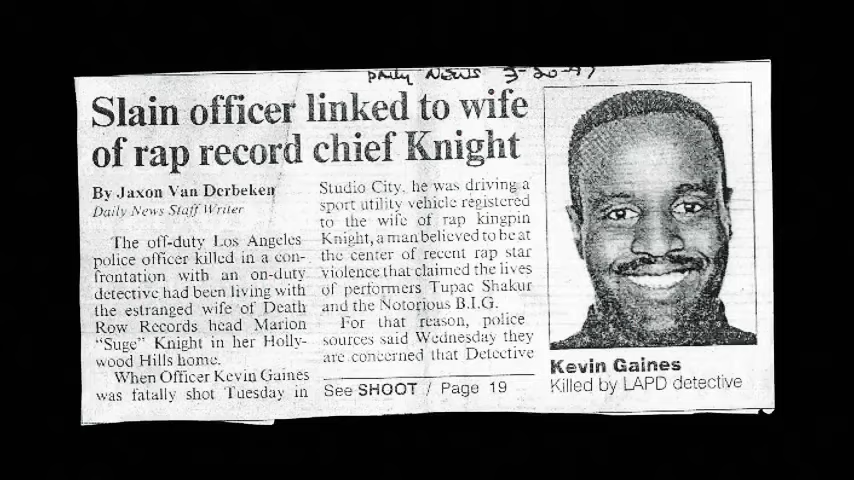 Daily News 3-20-97
Slain officer linked to wife
of rap record chief Knight
By Jaxon Van Derbeken
Daily News Staff Writer
The off-duty Los Angeles
police officer killed in a con-
frontation with an on-duty
detective had been living with
the estranged wife of Death
Row Records head Marion
"Suge" Knight in her Holly-
wood Hills home.
When Officer Kevin Gaines
was fatally shot Tuesday in
Studio City, he was driving a
sport utility vehicle registered
to the wife of rap kingpin
Knight, a man believed to be at
the center of recent rap star
violence that claimed the lives
of performers Tupac Shakur
and the Notorious B.I.G.
For that reason, police
sources said Wednesday they
are concerned that Detective
See SHOOT / Page 19
Kevin Gaines
Killed by LAPD detective